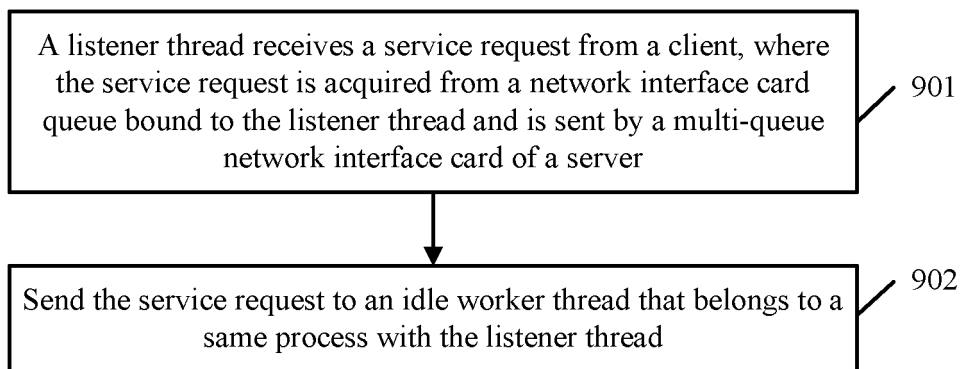 A listener thread receives a service request from a client, where
the service request is acquired from a network interface card
queue bound to the listener thread and is sent by a multi-queue
network interface card of a server
901
Send the service request to an idle worker thread that belongs to a
same process with the listener thread
902